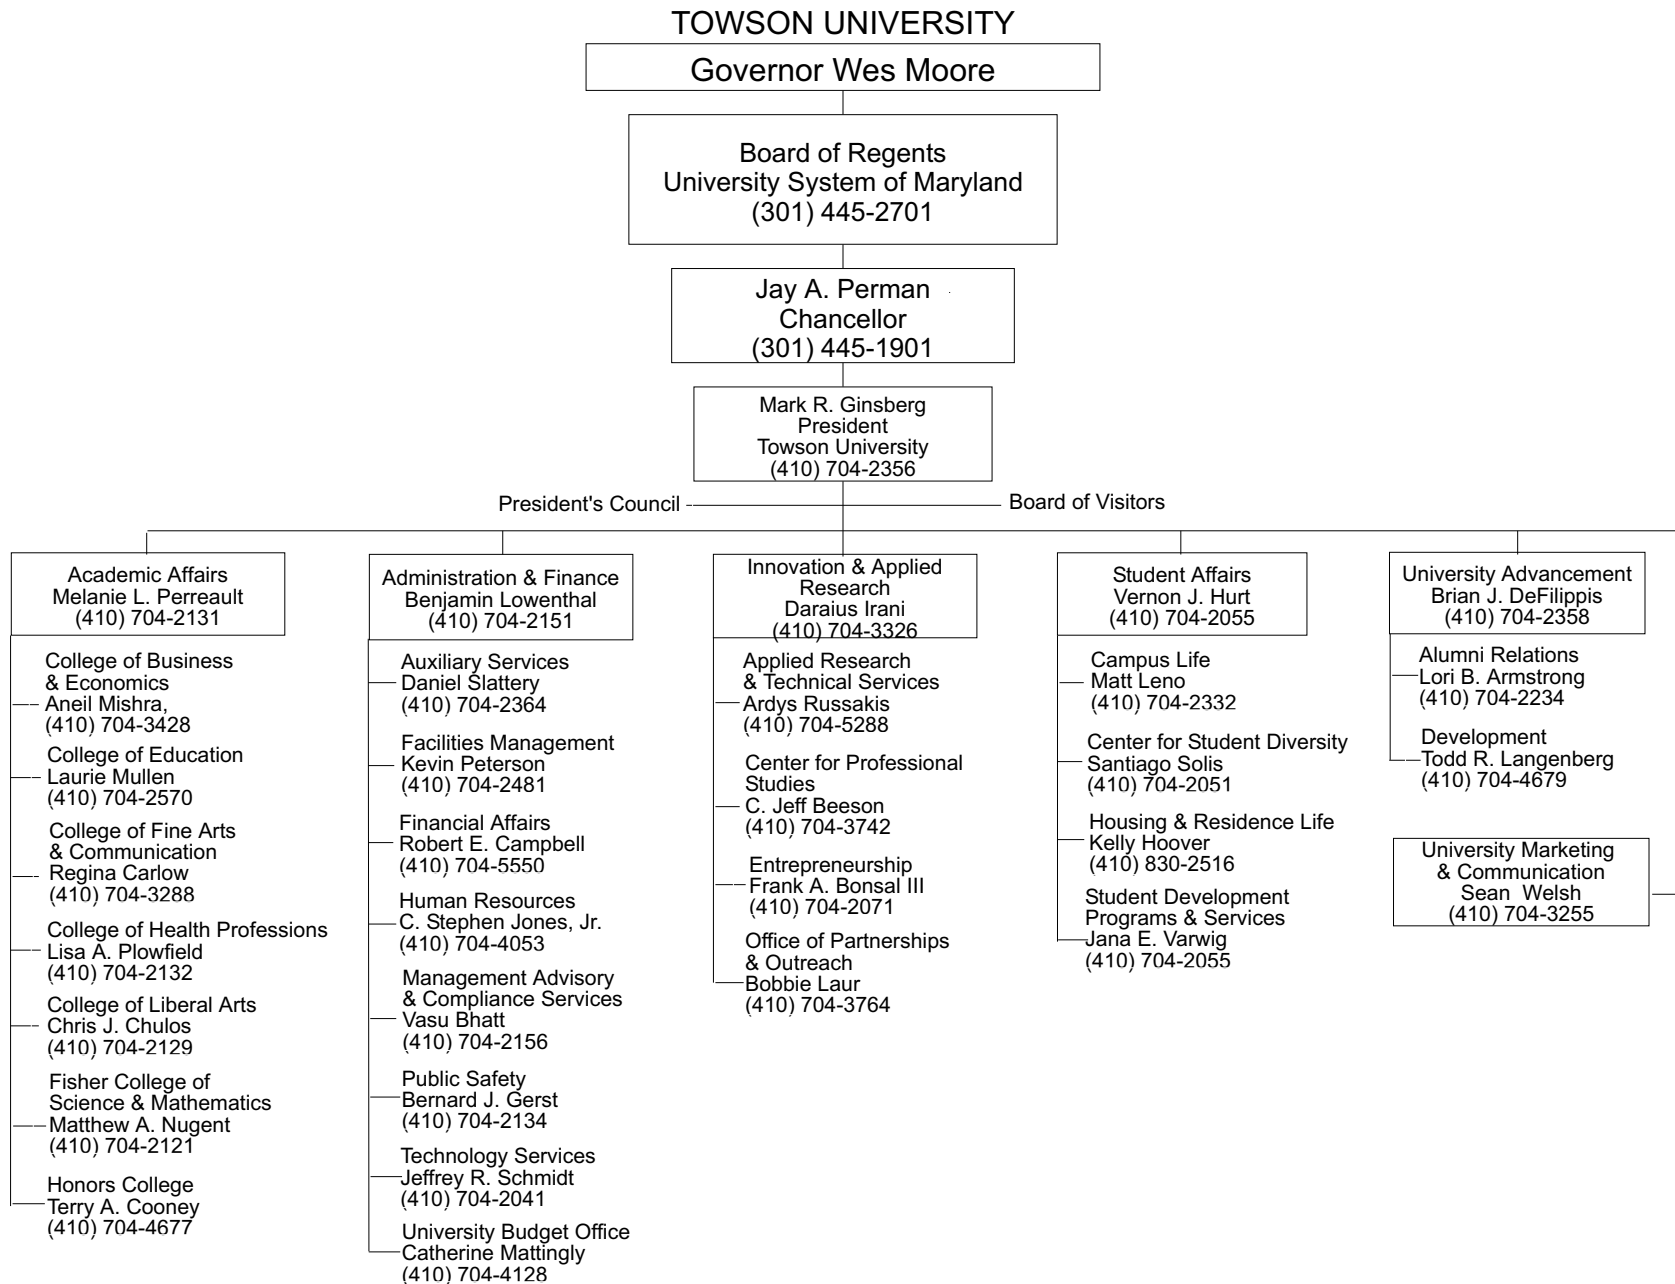 TOWSON UNIVERSITY
Governor Wes Moore
Board of Regents
University System of Maryland
(301) 445-2701
Jay A. Perman
Chancellor
(301) 445-1901
Mark R. Ginsberg
President
Towson University
(410) 704-2356
President's Council
Board of Visitors
Academic Affairs
Melanie L. Perreault
(410) 704-2131
College of Business
& Economics
Aneil Mishra,
(410) 704-3428
College of Education
Laurie Mullen
(410) 704-2570
College of Fine Arts
& Communication
Regina Carlow
(410) 704-3288
College of Health Professions
Lisa A. Plowfield
(410) 704-2132
College of Liberal Arts
Chris J. Chulos
(410) 704-2129
Fisher College of
Science & Mathematics
Matthew A. Nugent
(410) 704-2121
Honors College
Terry A. Cooney
(410) 704-4677
Administration & Finance
Benjamin Lowenthal
(410) 704-2151
Auxiliary Services
Daniel Slattery
(410) 704-2364
Facilities Management
Kevin Peterson
(410) 704-2481
Financial Affairs
Robert E. Campbell
(410) 704-5550
Human Resources
C. Stephen Jones, Jr.
(410) 704-4053
Management Advisory
& Compliance Services
Vasu Bhatt
(410) 704-2156
Public Safety
Bernard J. Gerst
(410) 704-2134
Technology Services
Jeffrey R. Schmidt
(410) 704-2041
University Budget Office
Catherine Mattingly
(410) 704-4128
Innovation & Applied
Research
Daraius Irani
(410) 704-3326
Applied Research
& Technical Services
Ardys Russakis
(410) 704-5288
Center for Professional
Studies
C. Jeff Beeson
(410) 704-3742
Entrepreneurship
Frank A. Bonsal III
(410) 704-2071
Office of Partnerships
& Outreach
Bobbie Laur
(410) 704-3764
Student Affairs
Vernon J. Hurt
(410) 704-2055
Campus Life
Matt Leno
(410) 704-2332
Center for Student Diversity
Santiago Solis
(410) 704-2051
Housing & Residence Life
Kelly Hoover
(410) 830-2516
Student Development
Programs & Services
Jana E. Varwig
(410) 704-2055
University Advancement
Brian J. DeFilippis
(410) 704-2358
Alumni Relations
Lori B. Armstrong
(410) 704-2234
Development
Todd R. Langenberg
(410) 704-4679
University Marketing
& Communication
Sean Welsh
(410) 704-3255